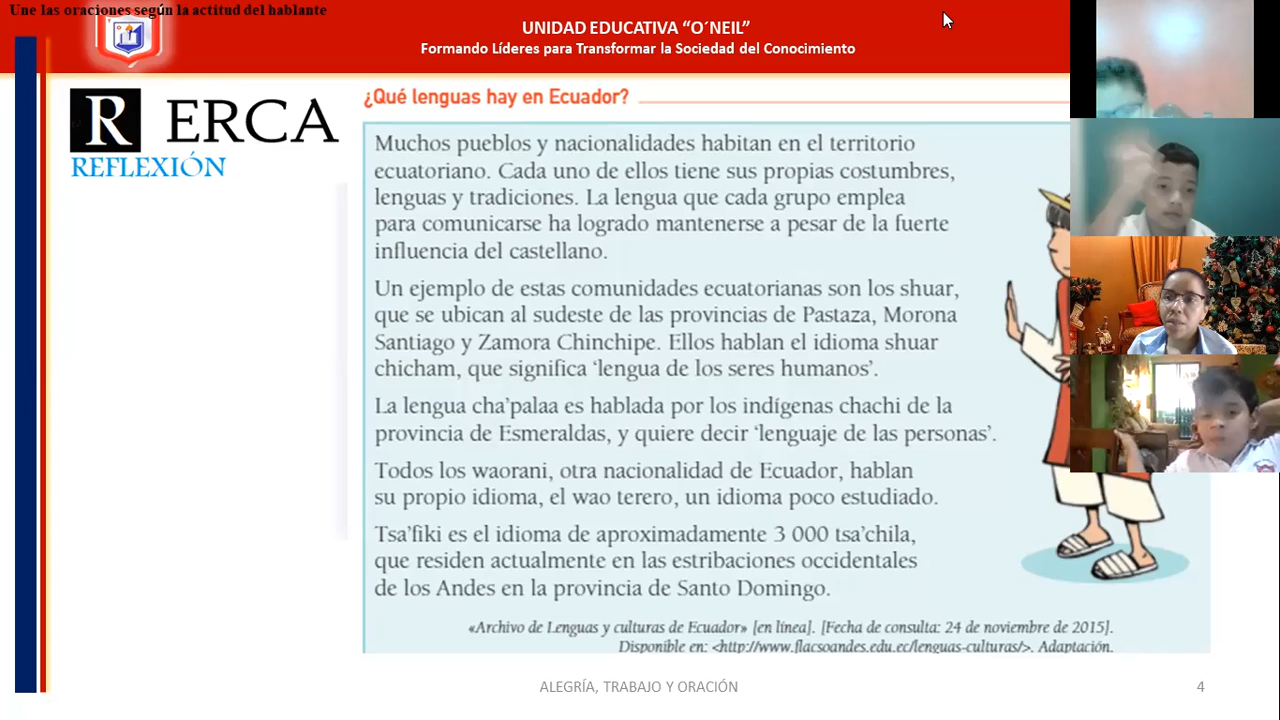 Une las oraciones según la actitud del hablante
UNIDAD EDUCATIVA “O´NEIL”
Formando Líderes para Transformar la Sociedad del Conocimiento
R ERCA
REFLEXIÓN
¿Qué lenguas hay en Ecuador?
Muchos pueblos y nacionalidades habitan en el territorio
ecuatoriano. Cada uno de ellos tiene sus propias costumbres,
lenguas y tradiciones. La lengua que cada grupo emplea
para comunicarse ha logrado mantenerse a pesar de la fuerte
influencia del castellano.
Un ejemplo de estas comunidades ecuatorianas son los shuar,
que se ubican al sudeste de las provincias de Pastaza, Morona
Santiago y Zamora Chinchipe. Ellos hablan el idioma shuar
chicham, que significa ‘lengua de los seres humanos’.
La lengua cha’palaa es hablada por los indígenas chachi de la
provincia de Esmeraldas, y quiere decir ‘lenguaje de las personas’.
Todos los waorani, otra nacionalidad de Ecuador, hablan
su propio idioma, el wao terero, un idioma poco estudiado.
Tsa’fiki es el idioma de aproximadamente 3 000 tsa’chila,
que residen actualmente en las estribaciones occidentales
de los Andes en la provincia de Santo Domingo.
«Archivo de Lenguas y culturas de Ecuador» [en línea]. [Fecha de consulta: 24 de noviembre de 2015].
Disponible en: <http://www.flacsoandes.edu.ec/lenguas-culturas/>. Adaptación.
ALEGRÍA, TRABAJO Y ORACIÓN
4